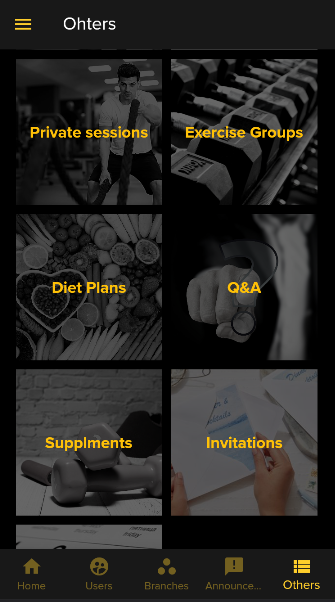 Ohters
Private sessions
Exercise Groups
Diet Plans
Q&A
Supplments
Invitations
Home
Users
Branches
Announce...
Others